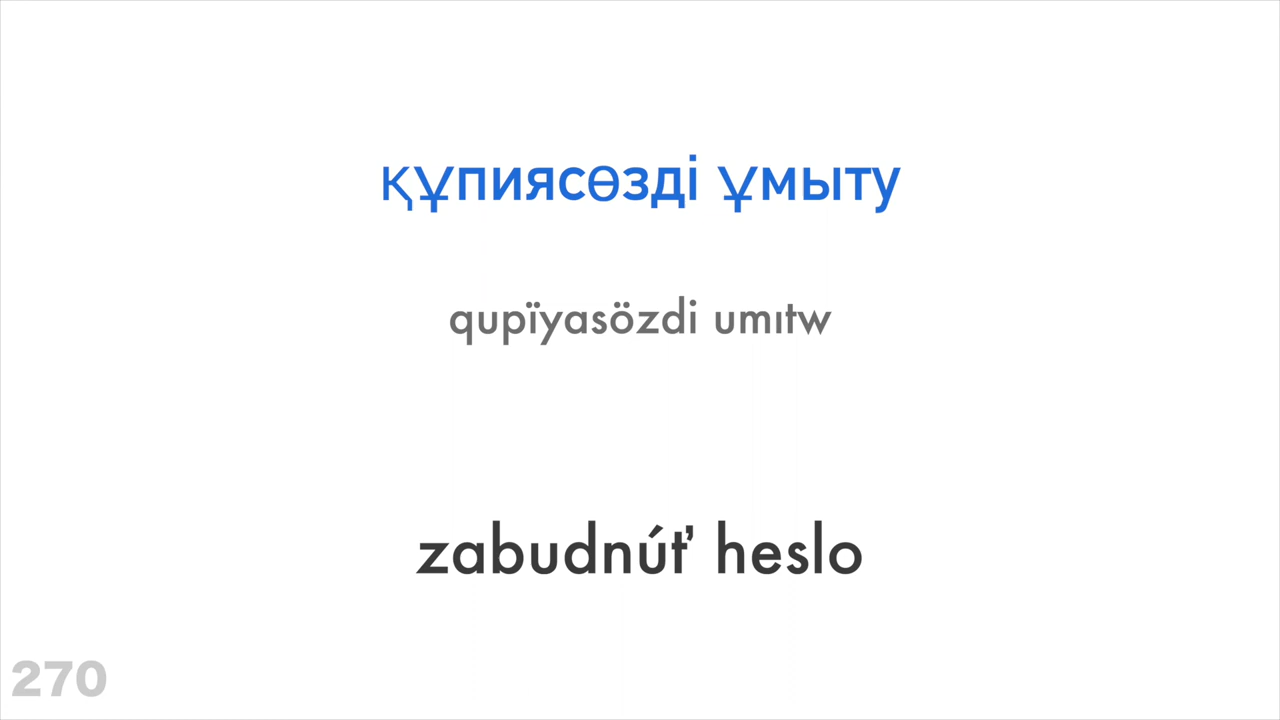 құпиясөзді ұмыту
qupïyasözdi umıtw
zabudnúť heslo
270